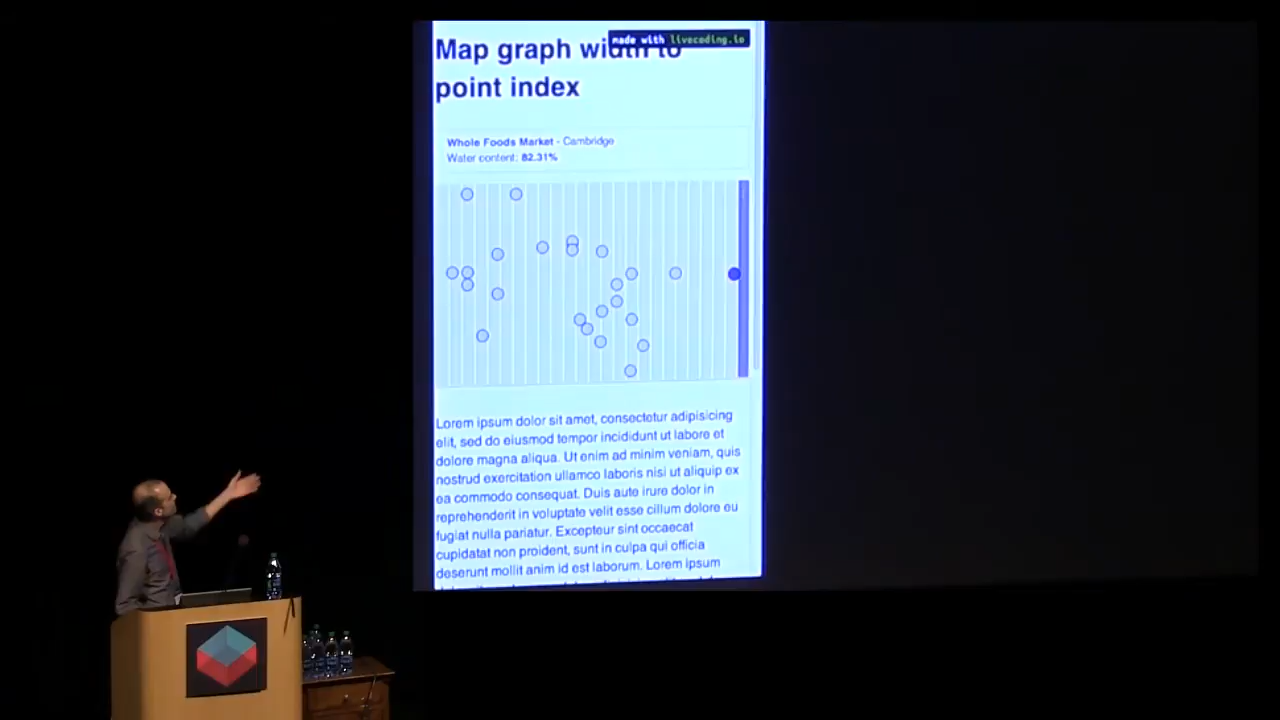 made with livecoding.io
Map graph width to
point index
Whole Foods Market - Cambridge
Water content: 82.31%
Lorem ipsum dolor sit amet, consectetur adipisicing
elit, sed do eiusmod tempor incididunt ut labore et
dolore magna aliqua. Ut enim ad minim veniam, quis
nostrud exercitation ullamco laboris nisi ut aliquip ex
ea commodo consequat. Duis aute irure dolor in
reprehenderit in voluptate velit esse cillum dolore eu
fugiat nulla pariatur. Excepteur sint occaecat
cupidatat non proident, sunt in culpa qui officia
deserunt mollit anim id est laborum. Lorem ipsum